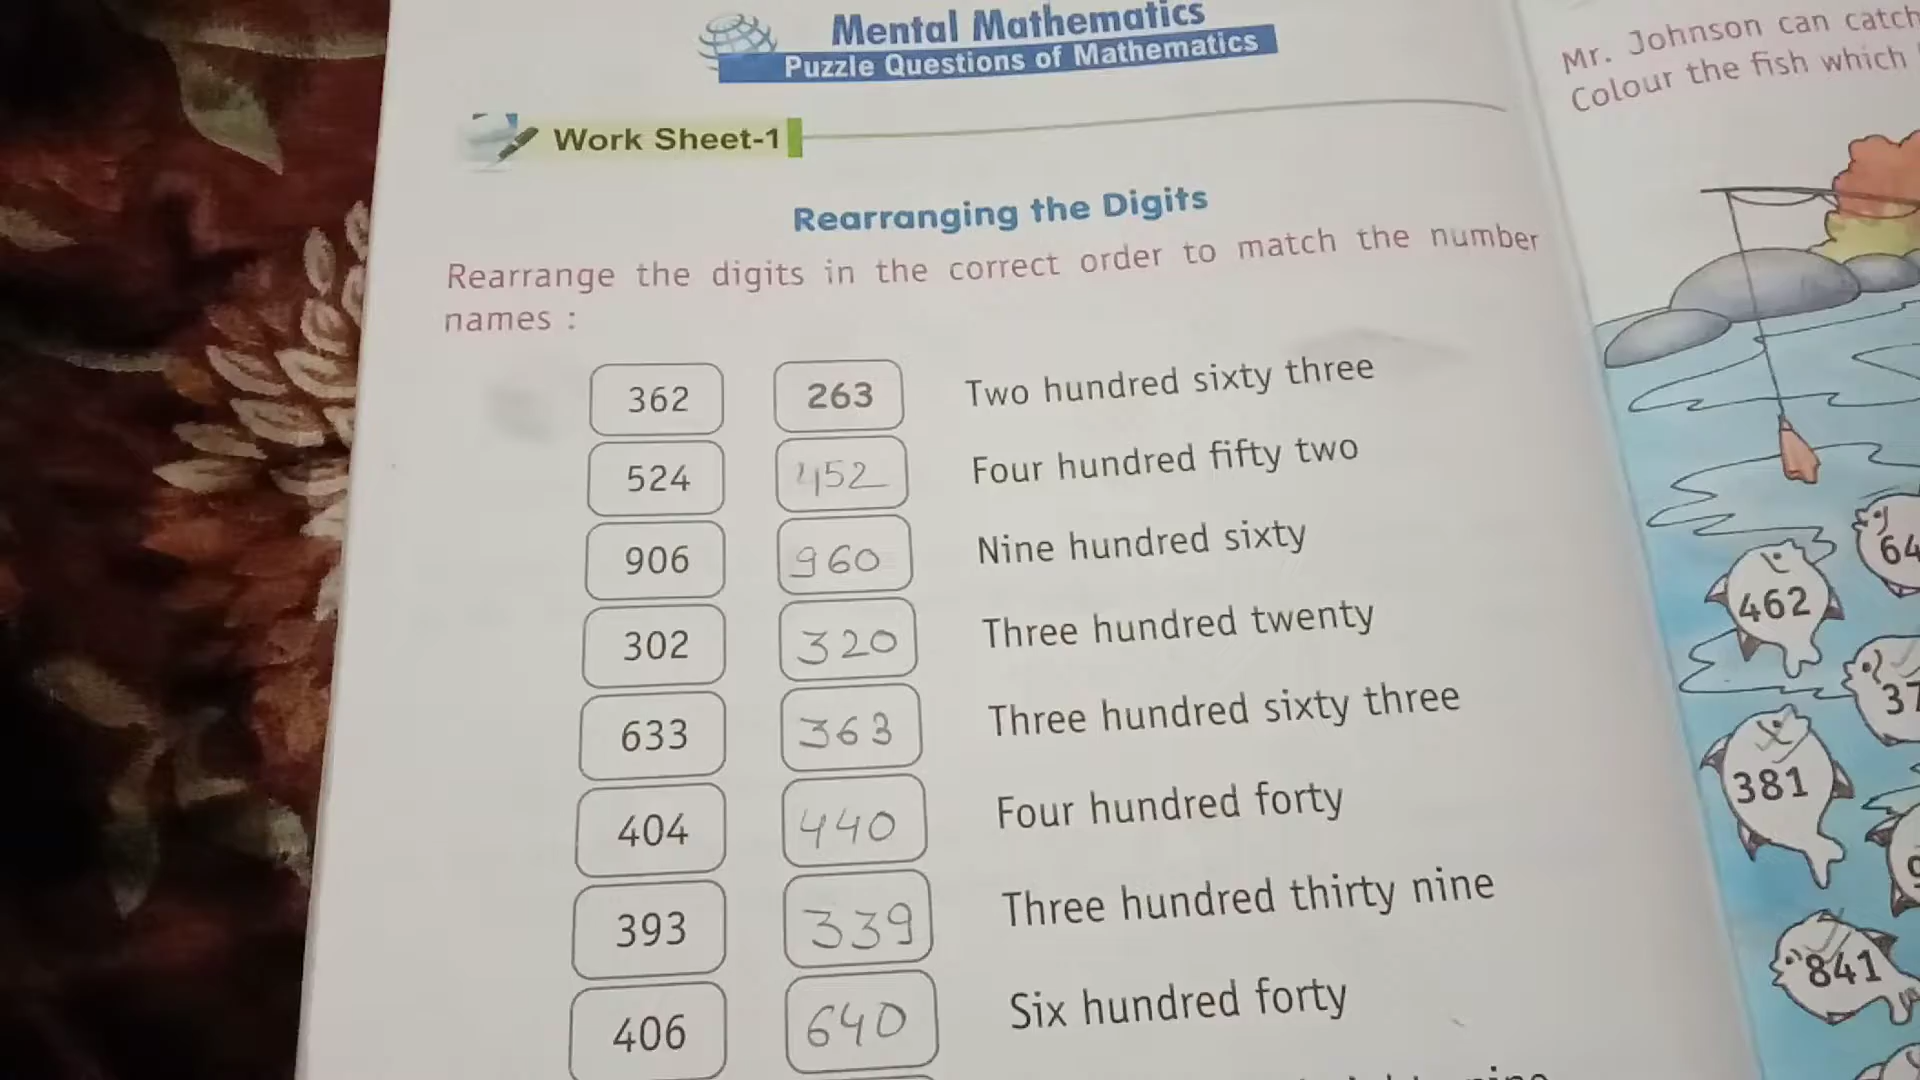 Mental Mathematics
Puzzle Questions of Mathematics
Work Sheet-1
Rearranging the Digits
Rearrange the digits in the correct order to match the number
names :
362 263 Two hundred sixty three
524 452 Four hundred fifty two
906 960 Nine hundred sixty
302 320 Three hundred twenty
633 363 Three hundred sixty three
404 440 Four hundred forty
393 339 Three hundred thirty nine
406 640 Six hundred forty
Mr. Johnson can catch
Colour the fish which
462
381
841